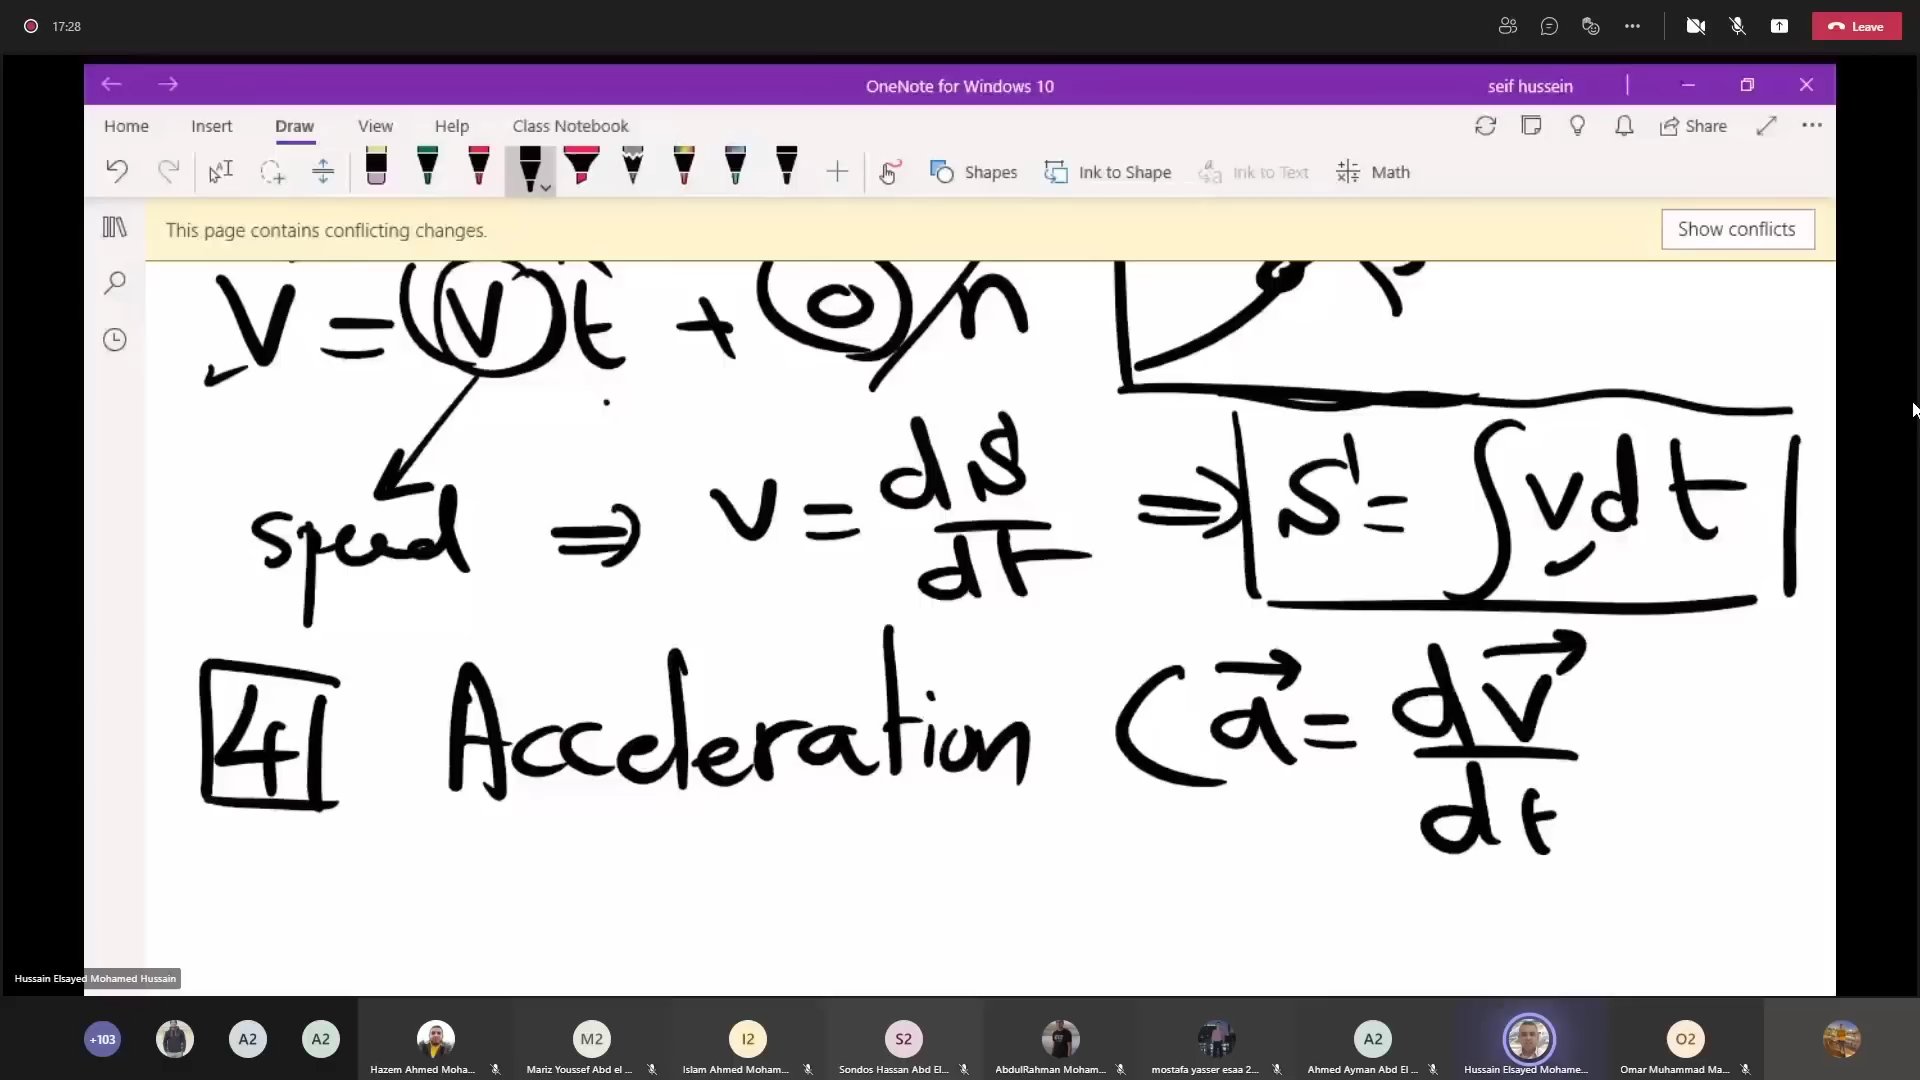 17:28
Leave
OneNote for Windows 10
seif hussein
Home Insert Draw View Help Class Notebook
Share
Shapes Ink to Shape Ink to Text Math
This page contains conflicting changes.
Show conflicts
V = (v)t + (0)n
speed ⇒ v = ds/dt ⇒ S = ∫vdt
4 Acceleration (a⃗ = dv⃗/dt
Hussain Elsayed Mohamed Hussain
+103 A2 A2 M2 I2 S2 A2 O2
Hazem Ahmed Moha... Mariz Youssef Abd el ... Islam Ahmed Moham... Sondos Hassan Abd El... AbdulRahman Moham... mostafa yasser esaa 2... Ahmed Ayman Abd El ... Hussain Elsayed Mohame... Omar Muhammad Ma...